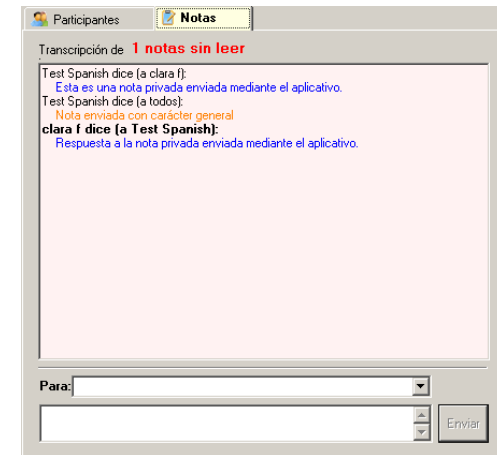 Participantes
Notas
Transcripción de 1 notas sin leer
Test Spanish dice (a clara f):
Esta es una nota privada enviada mediante el aplicativo.
Test Spanish dice (a todos):
Nota enviada con carácter general
clara f dice (a Test Spanish):
Respuesta a la nota privada enviada mediante el aplicativo.
Para:
Enviar